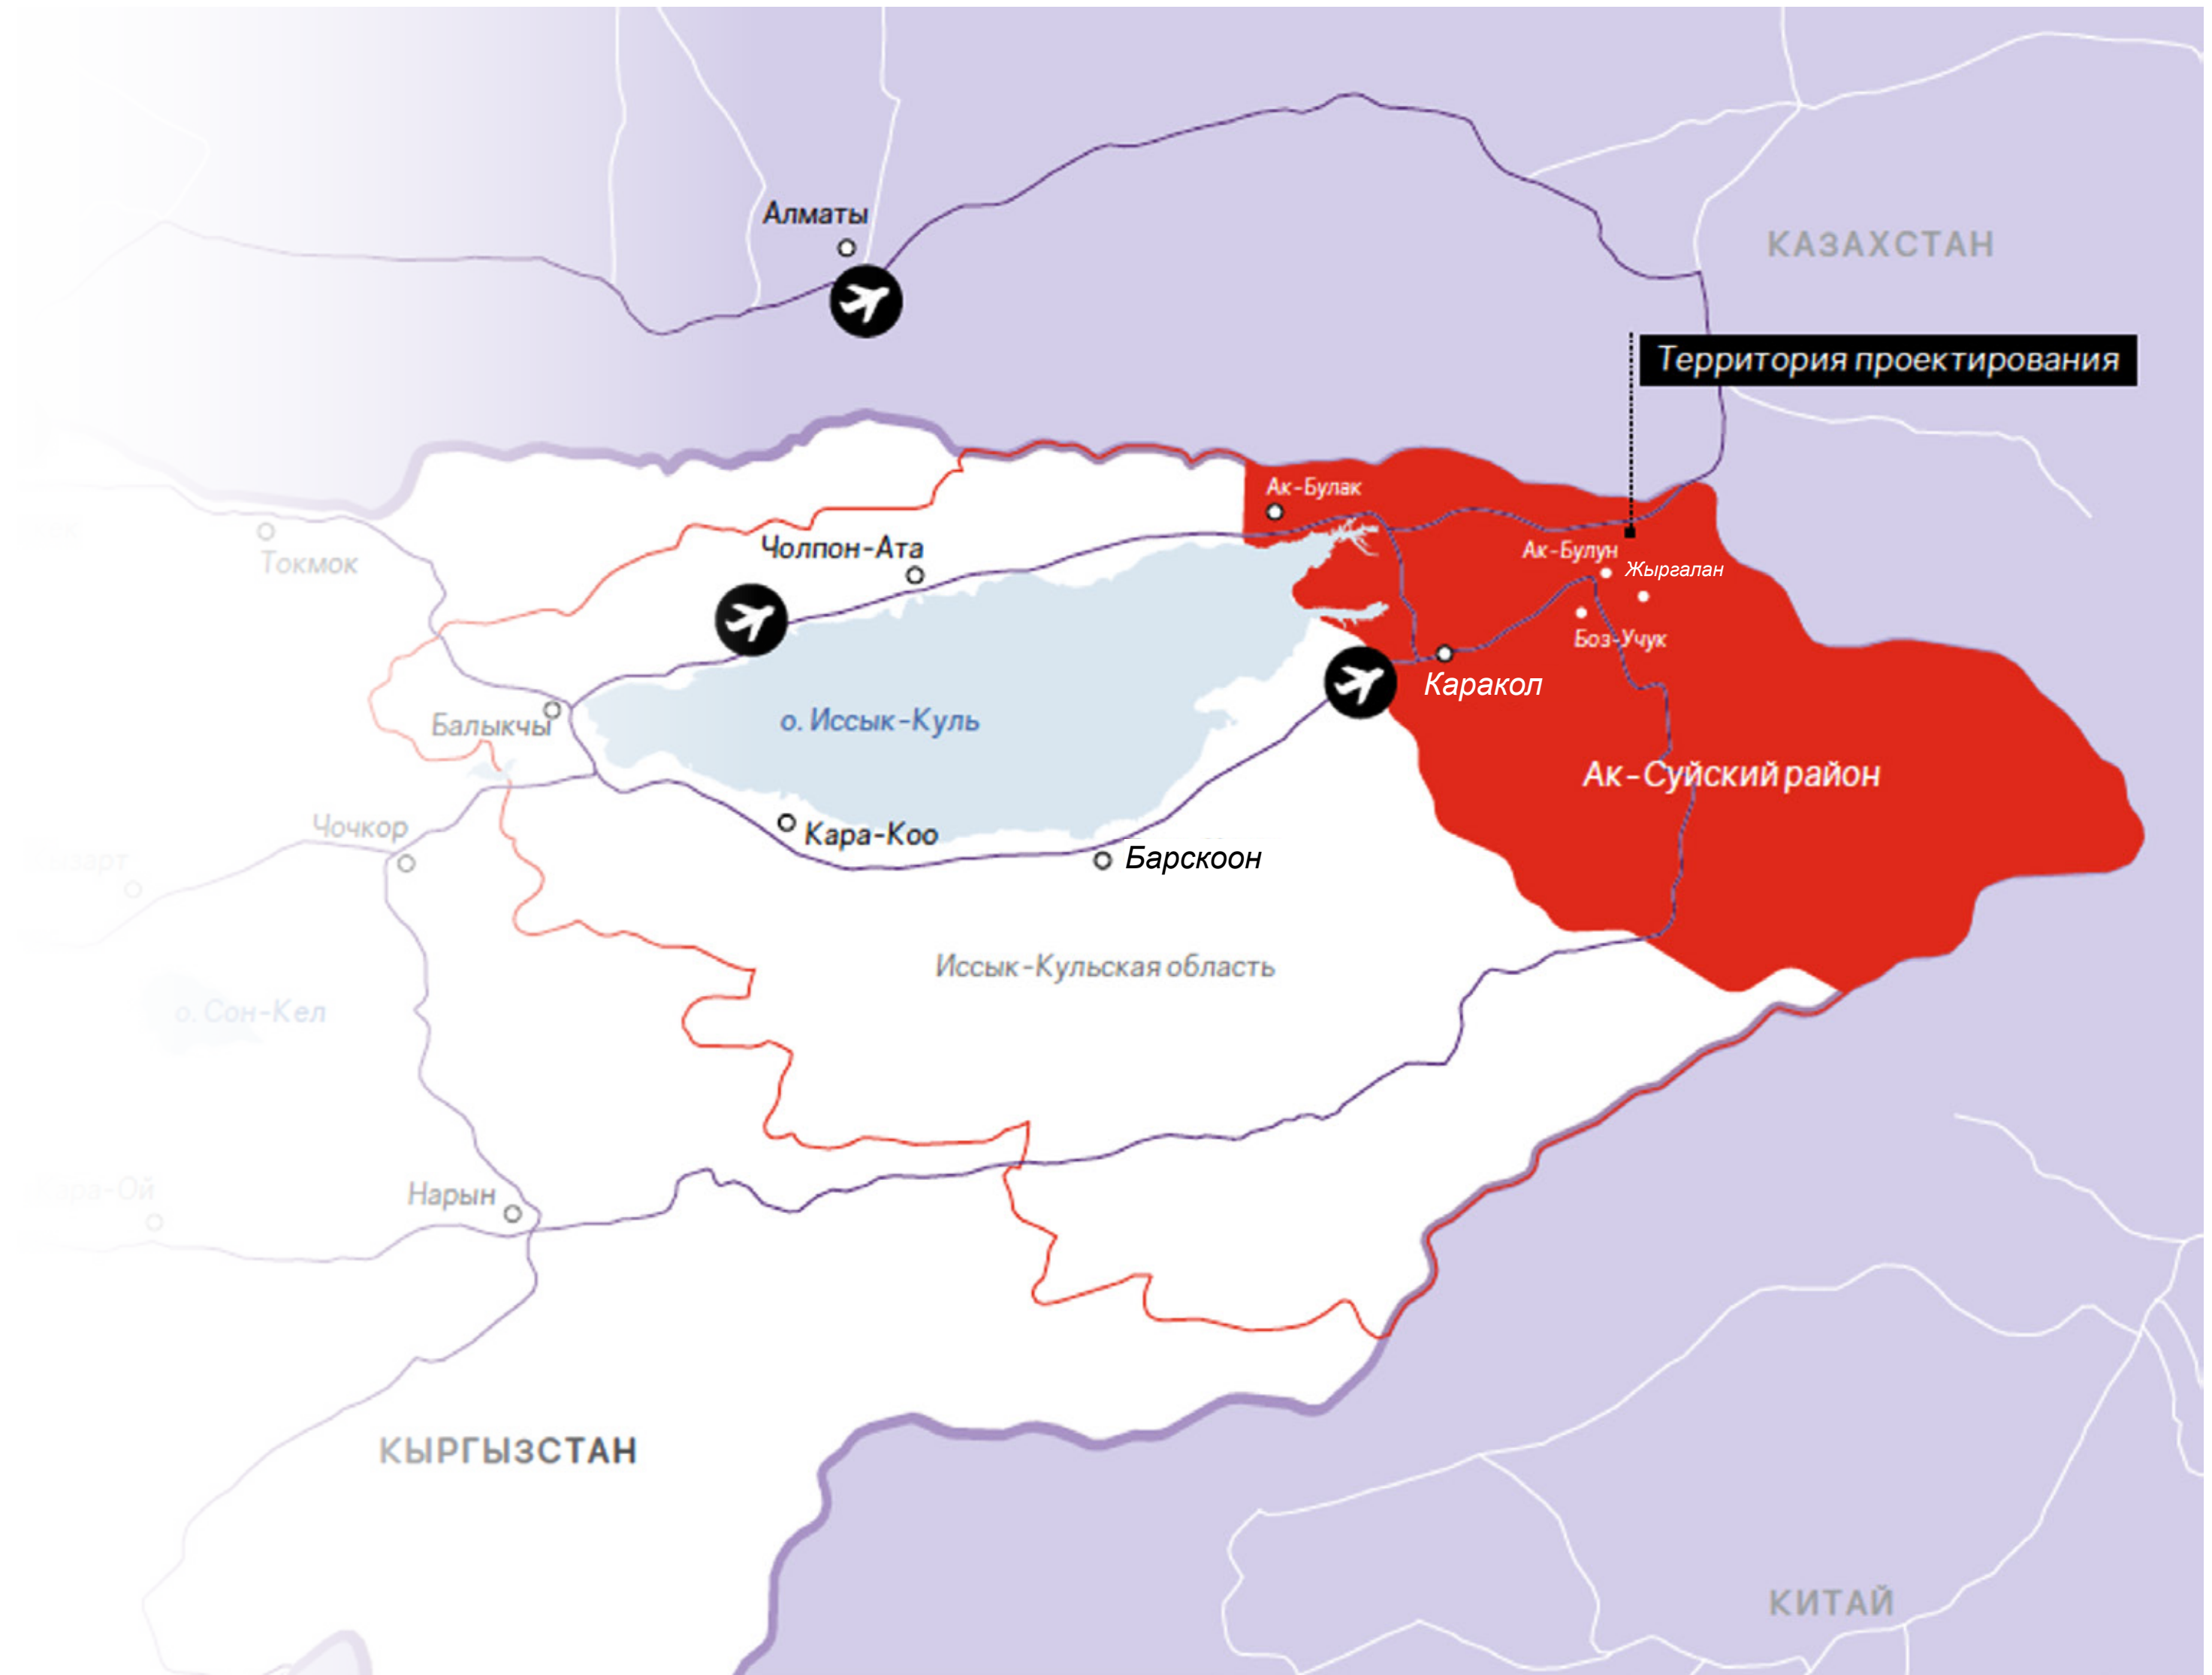 Алматы
КАЗАХСТАН
Территория проектирования
Ак-Булак
Чолпон-Ата
Ак-Булун
Жыргалан
Токмок
Боз-Учук
Каракол
о. Иссык-Куль
Балыкчы
Ак-Суйский район
Чочкор
Кара-Коо
Барскоон
Иссык-Кульская область
о. Сон-Кел
Нарын
КЫРГЫЗСТАН
КИТАЙ